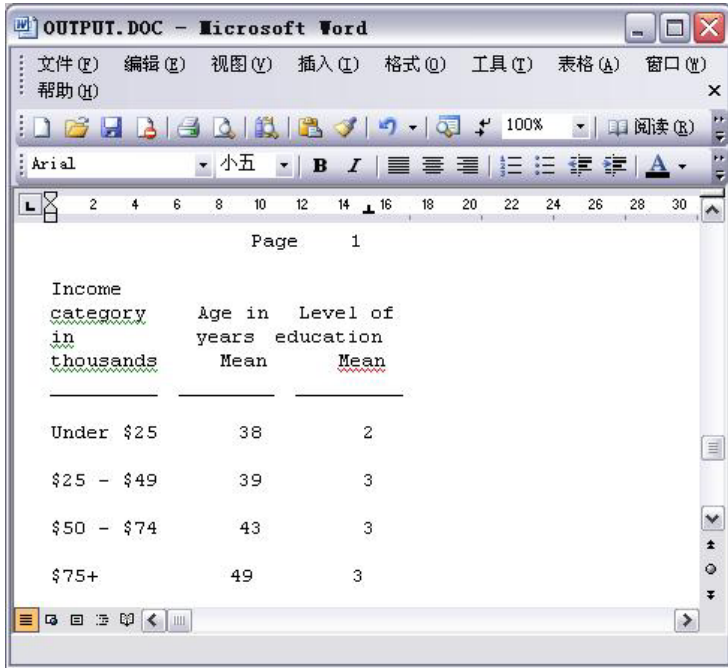 OUTPUT.DOC - Microsoft Word
文件(F) 编辑(E) 视图(V) 插入(I) 格式(O) 工具(T) 表格(A) 窗口(W)
帮助(H)
100% 阅读(R)
Arial 小五 B I A
2 4 6 8 10 12 14 16 18 20 22 24 26 28 30
Page 1
Income
category Age in Level of
in years education
thousands Mean Mean
Under $25 38 2
$25 - $49 39 3
$50 - $74 43 3
$75+ 49 3